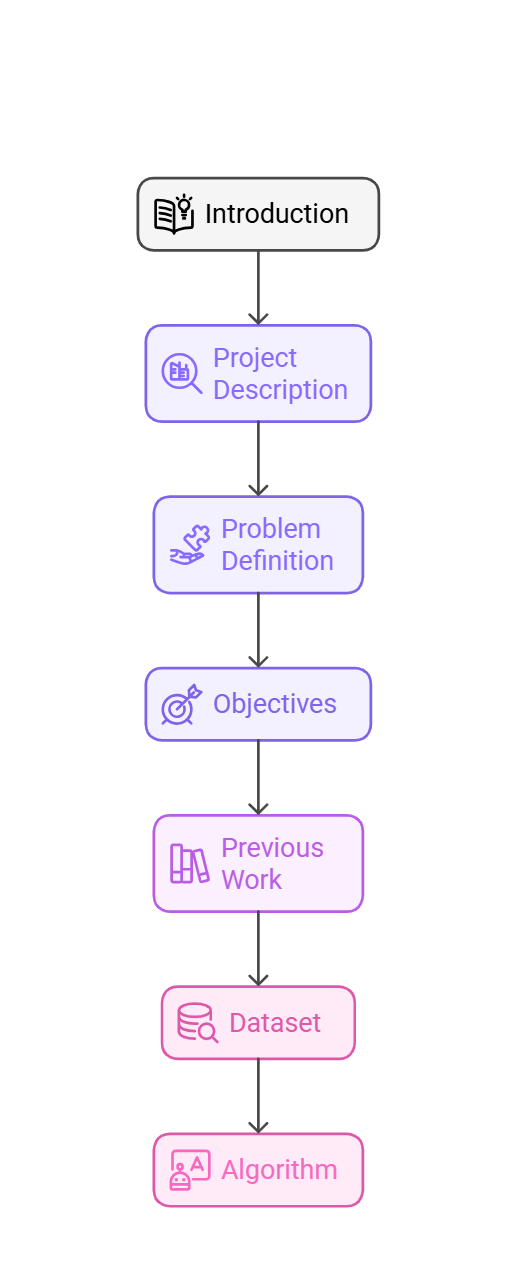 Introduction
Project
Description
Problem
Definition
Objectives
Previous
Work
Dataset
Algorithm